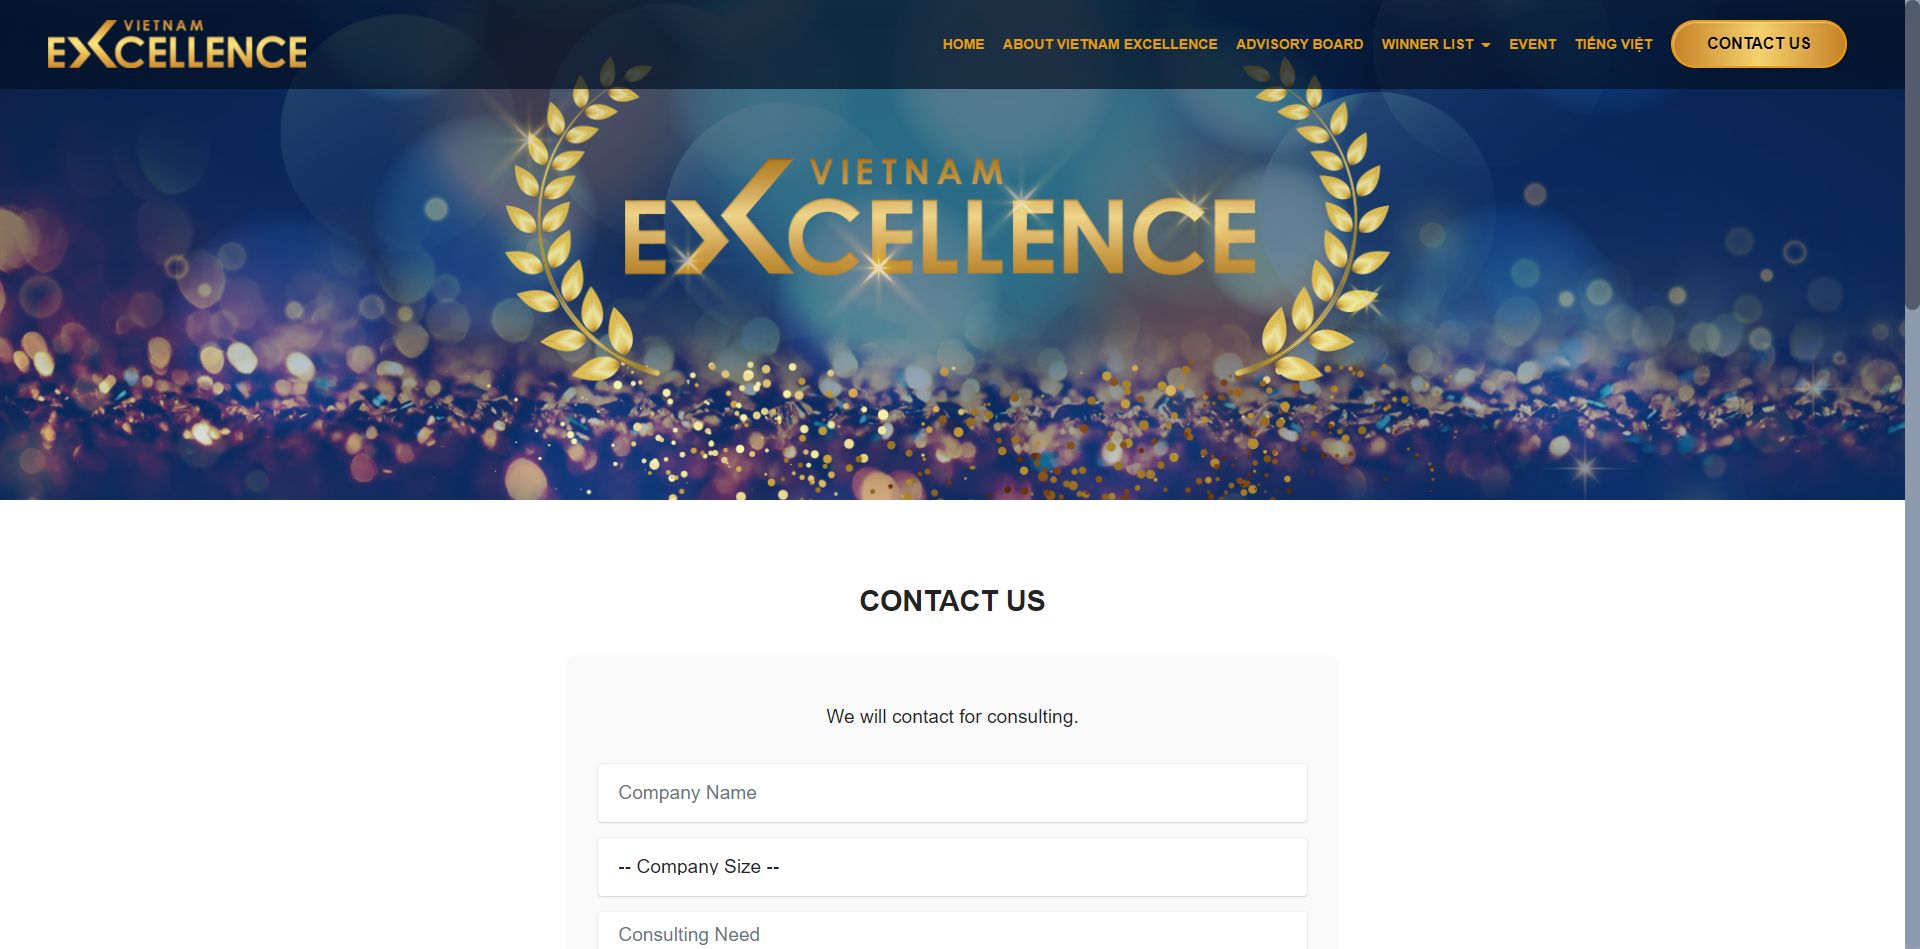 VIETNAM
EXCELLENCE
HOME
ABOUT VIETNAM EXCELLENCE
ADVISORY BOARD
WINNER LIST
EVENT
TIẾNG VIỆT
CONTACT US
VIETNAM
EXCELLENCE
CONTACT US
We will contact for consulting.
Company Name
-- Company Size --
Consulting Need